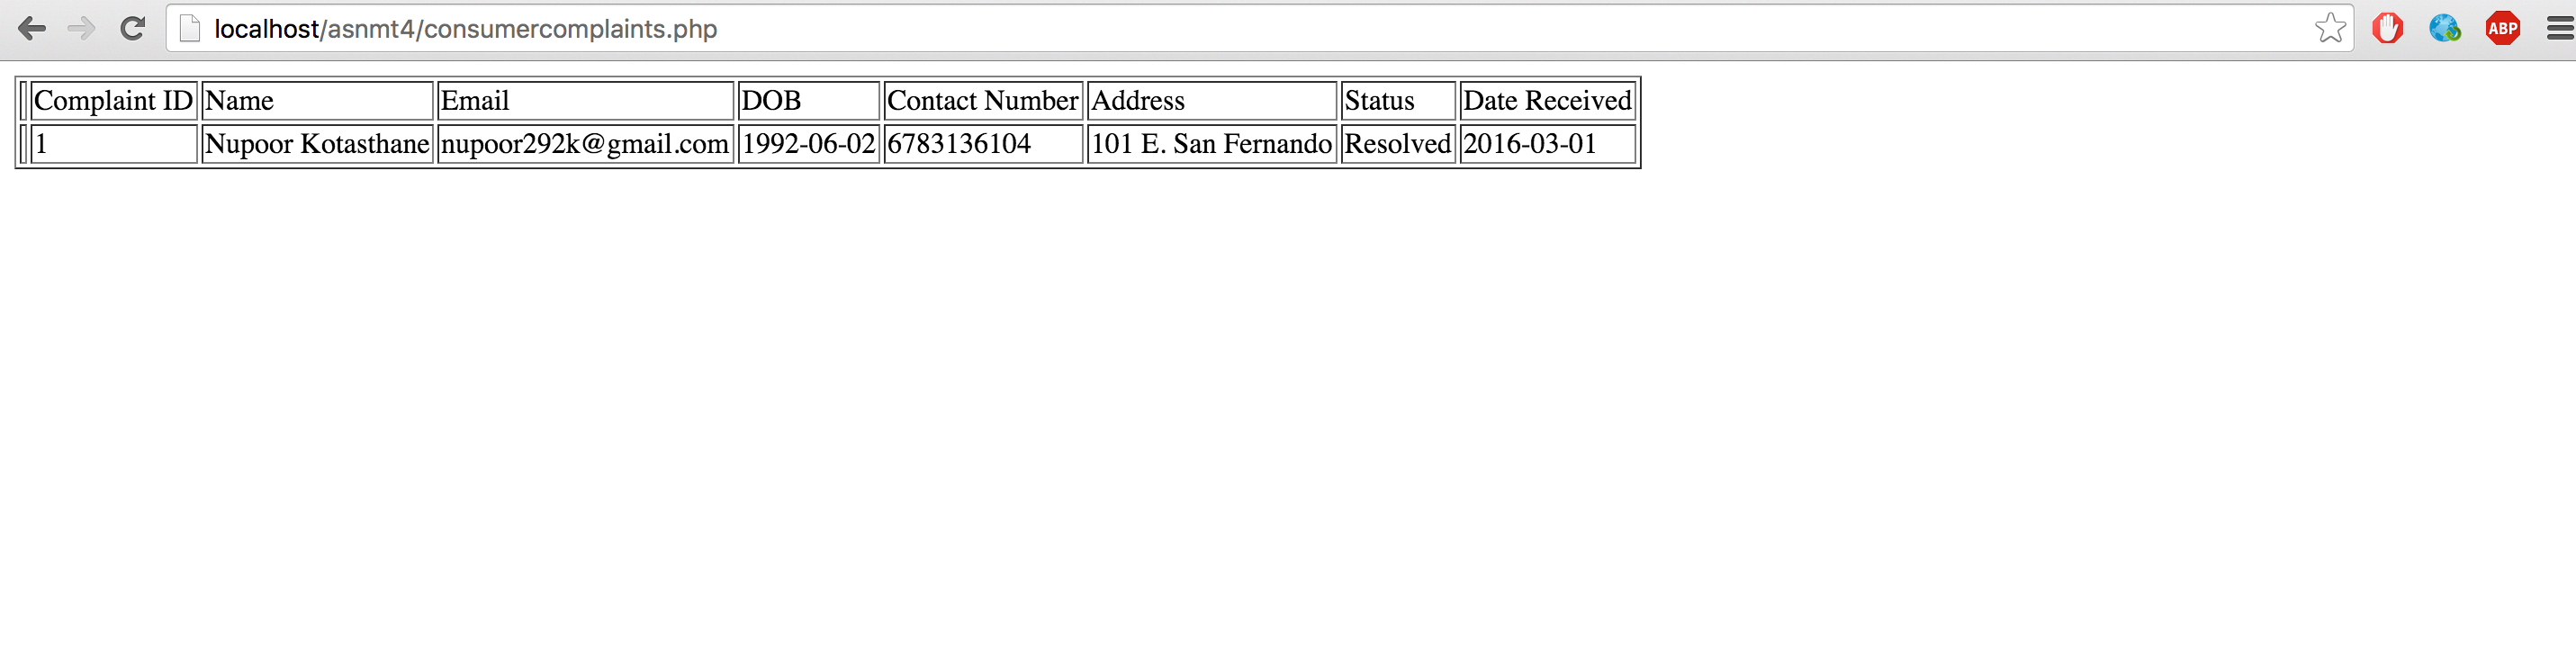 localhost/asnmt4/consumercomplaints.php
ABP
Complaint ID Name Email DOB Contact Number Address Status Date Received
1 Nupoor Kotasthane nupoor292k@gmail.com 1992-06-02 6783136104 101 E. San Fernando Resolved 2016-03-01